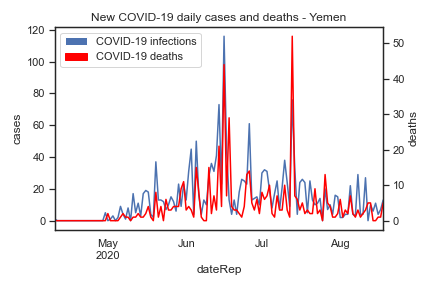 New COVID-19 daily cases and deaths - Yemen
COVID-19 infections
COVID-19 deaths
120
100
80
60
40
20
0
cases
50
40
30
20
10
0
deaths
May
2020
Jun
Jul
Aug
dateRep